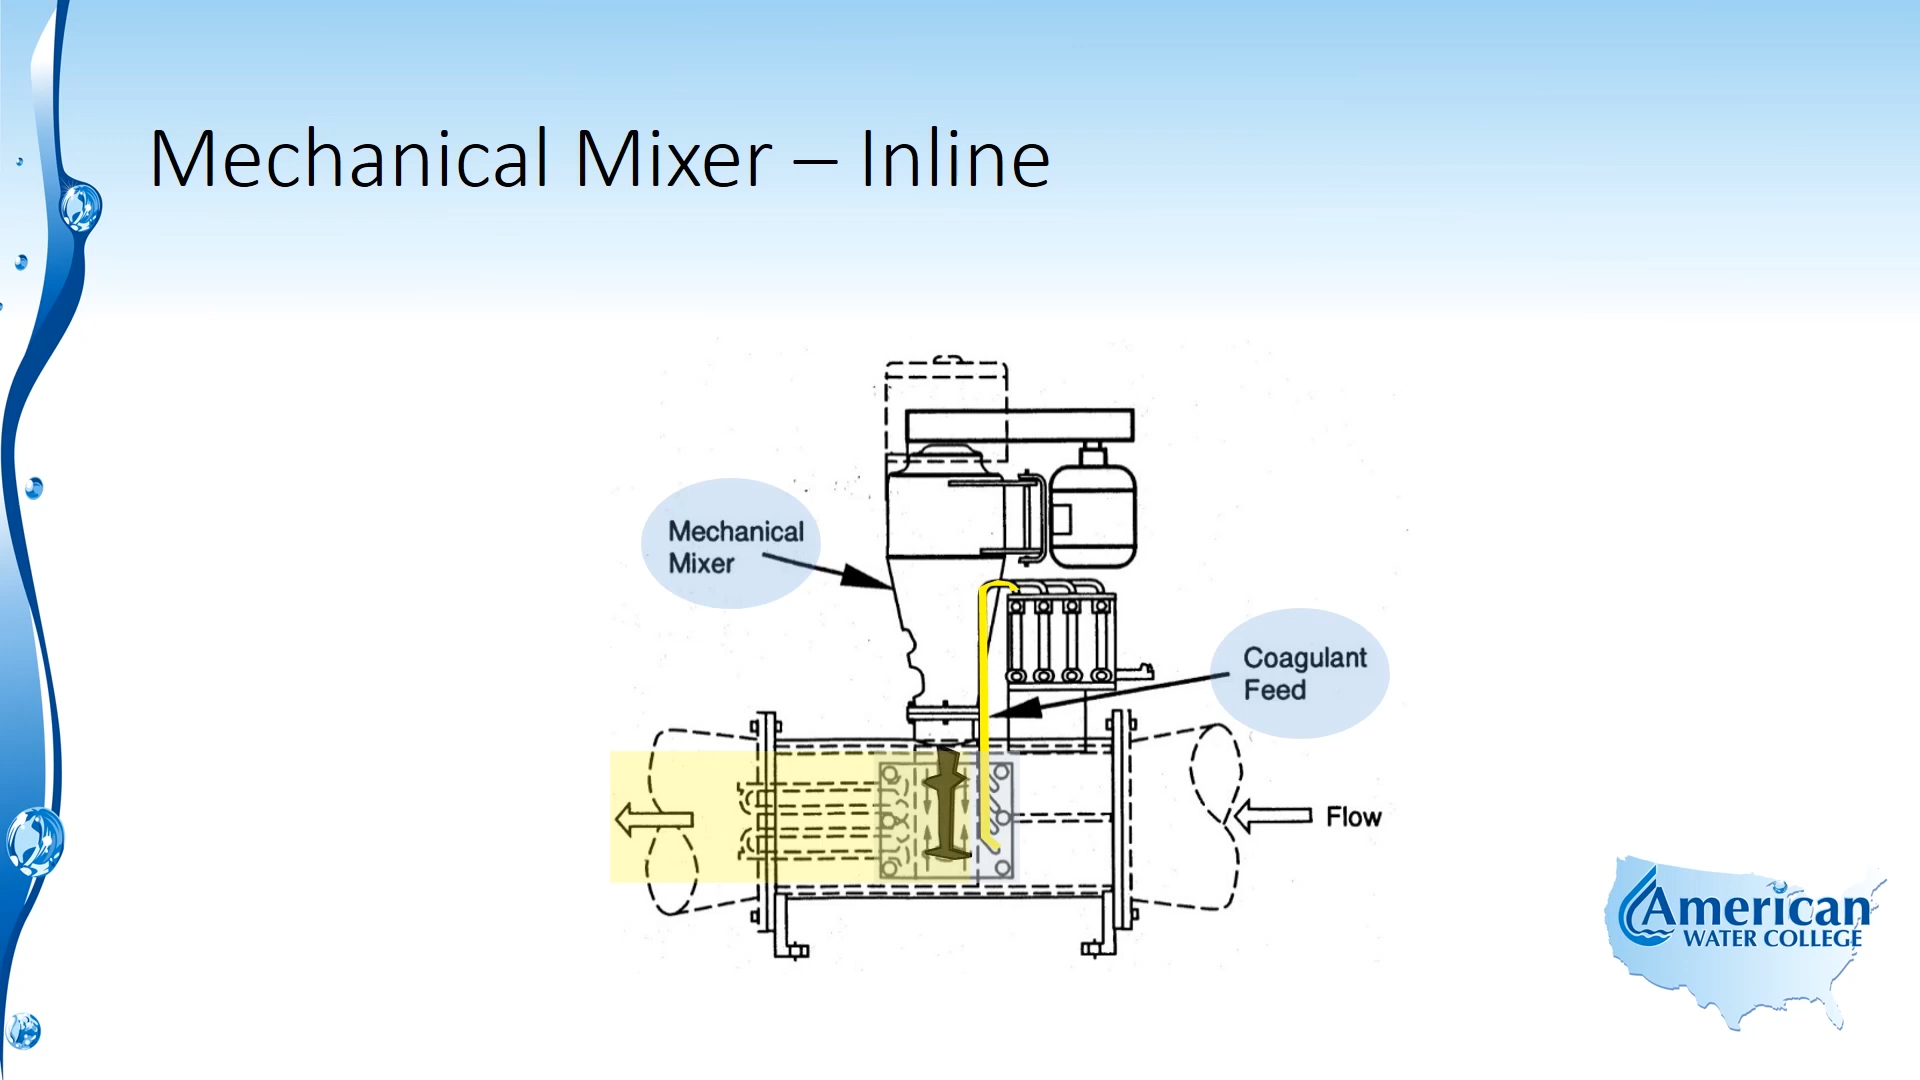 Mechanical Mixer – Inline
Mechanical
Mixer
Coagulant
Feed
Flow
American
WATER COLLEGE